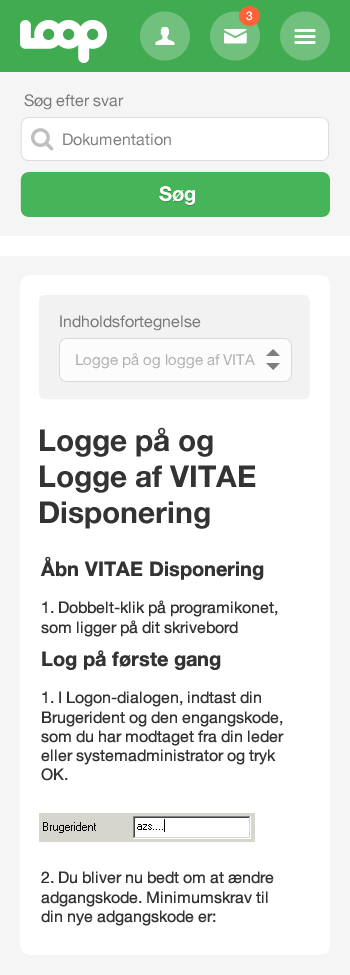 Loop
3
Søg efter svar
Dokumentation
Søg
Indholdsfortegnelse
Logge på og logge af VITA
Logge på og
Logge af VITAE
Disponering
Åbn VITAE Disponering
1. Dobbelt-klik på programikonet,
som ligger på dit skrivebord
Log på første gang
1. I Logon-dialogen, indtast din
Brugerident og den engangskode,
som du har modtaget fra din leder
eller systemadministrator og tryk
OK.
Brugerident azs....
2. Du bliver nu bedt om at ændre
adgangskode. Minimumskrav til
din nye adgangskode er: